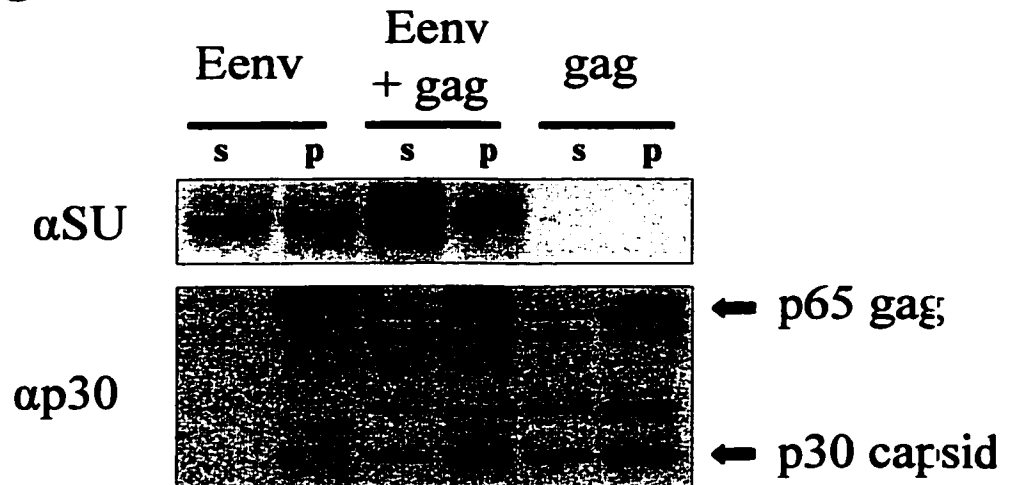 Eenv
Eenv
+ gag
gag
s p s p s p
αSU
p65 gag
αp30
p30 capsid